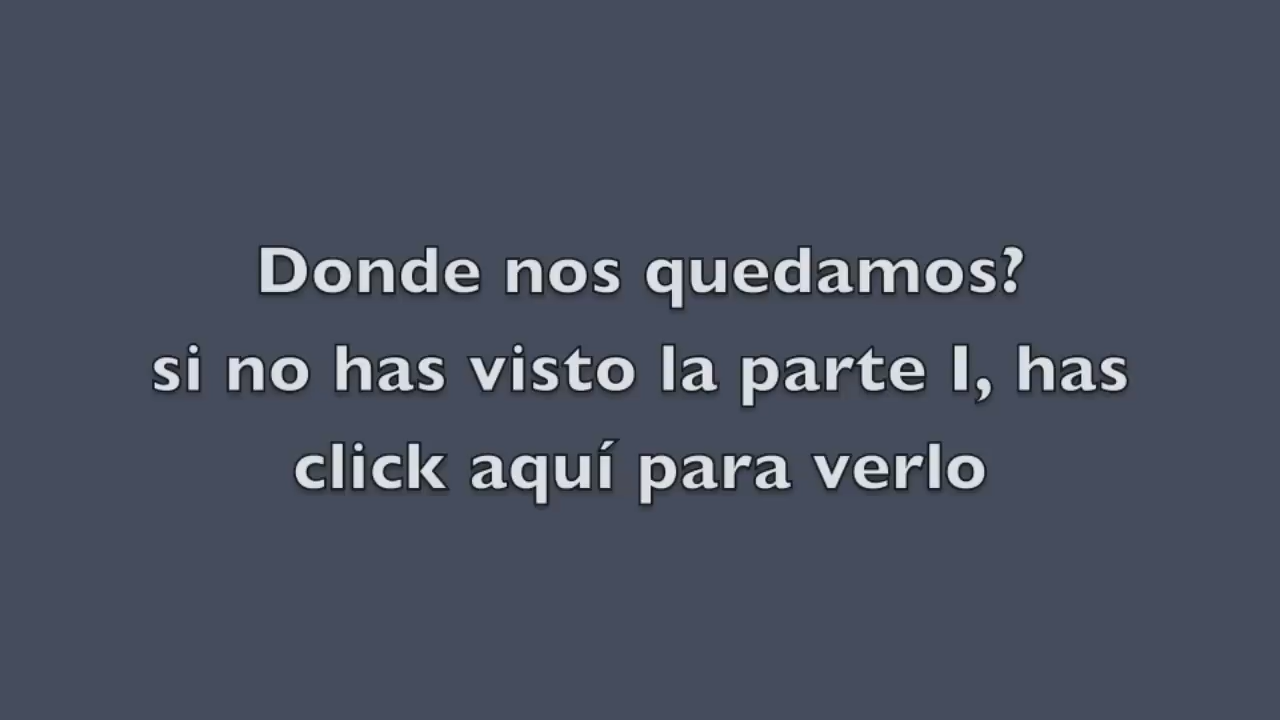 Donde nos quedamos?
si no has visto la parte I, has
click aquí para verlo